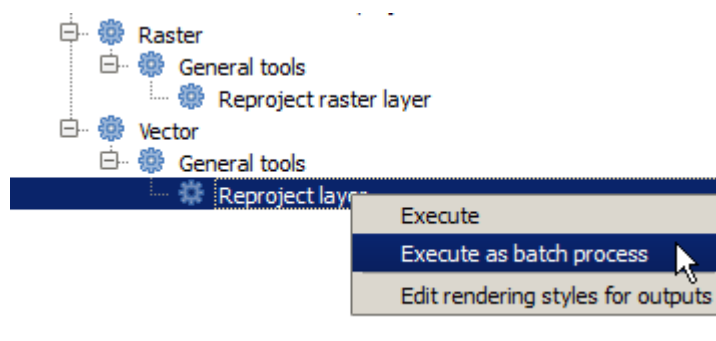 Raster
General tools
Reproject raster layer
Vector
General tools
Reproject layer
Execute
Execute as batch process
Edit rendering styles for outputs